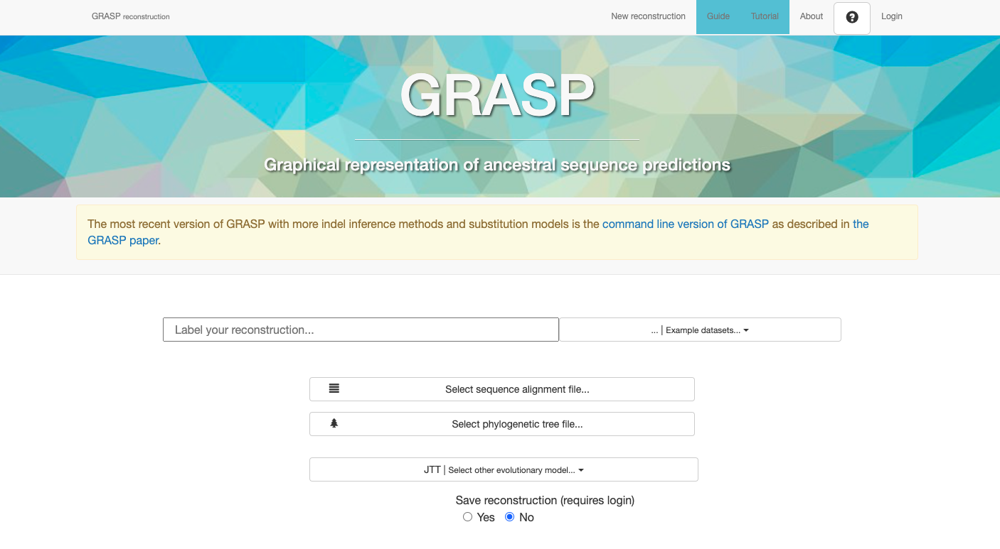 GRASP reconstruction
New reconstruction Guide Tutorial About ? Login
GRASP
Graphical representation of ancestral sequence predictions
The most recent version of GRASP with more indel inference methods and substitution models is the command line version of GRASP as described in the
GRASP paper.
Label your reconstruction... ... | Example datasets...
Select sequence alignment file...
Select phylogenetic tree file...
JTT | Select other evolutionary model...
Save reconstruction (requires login)
Yes No